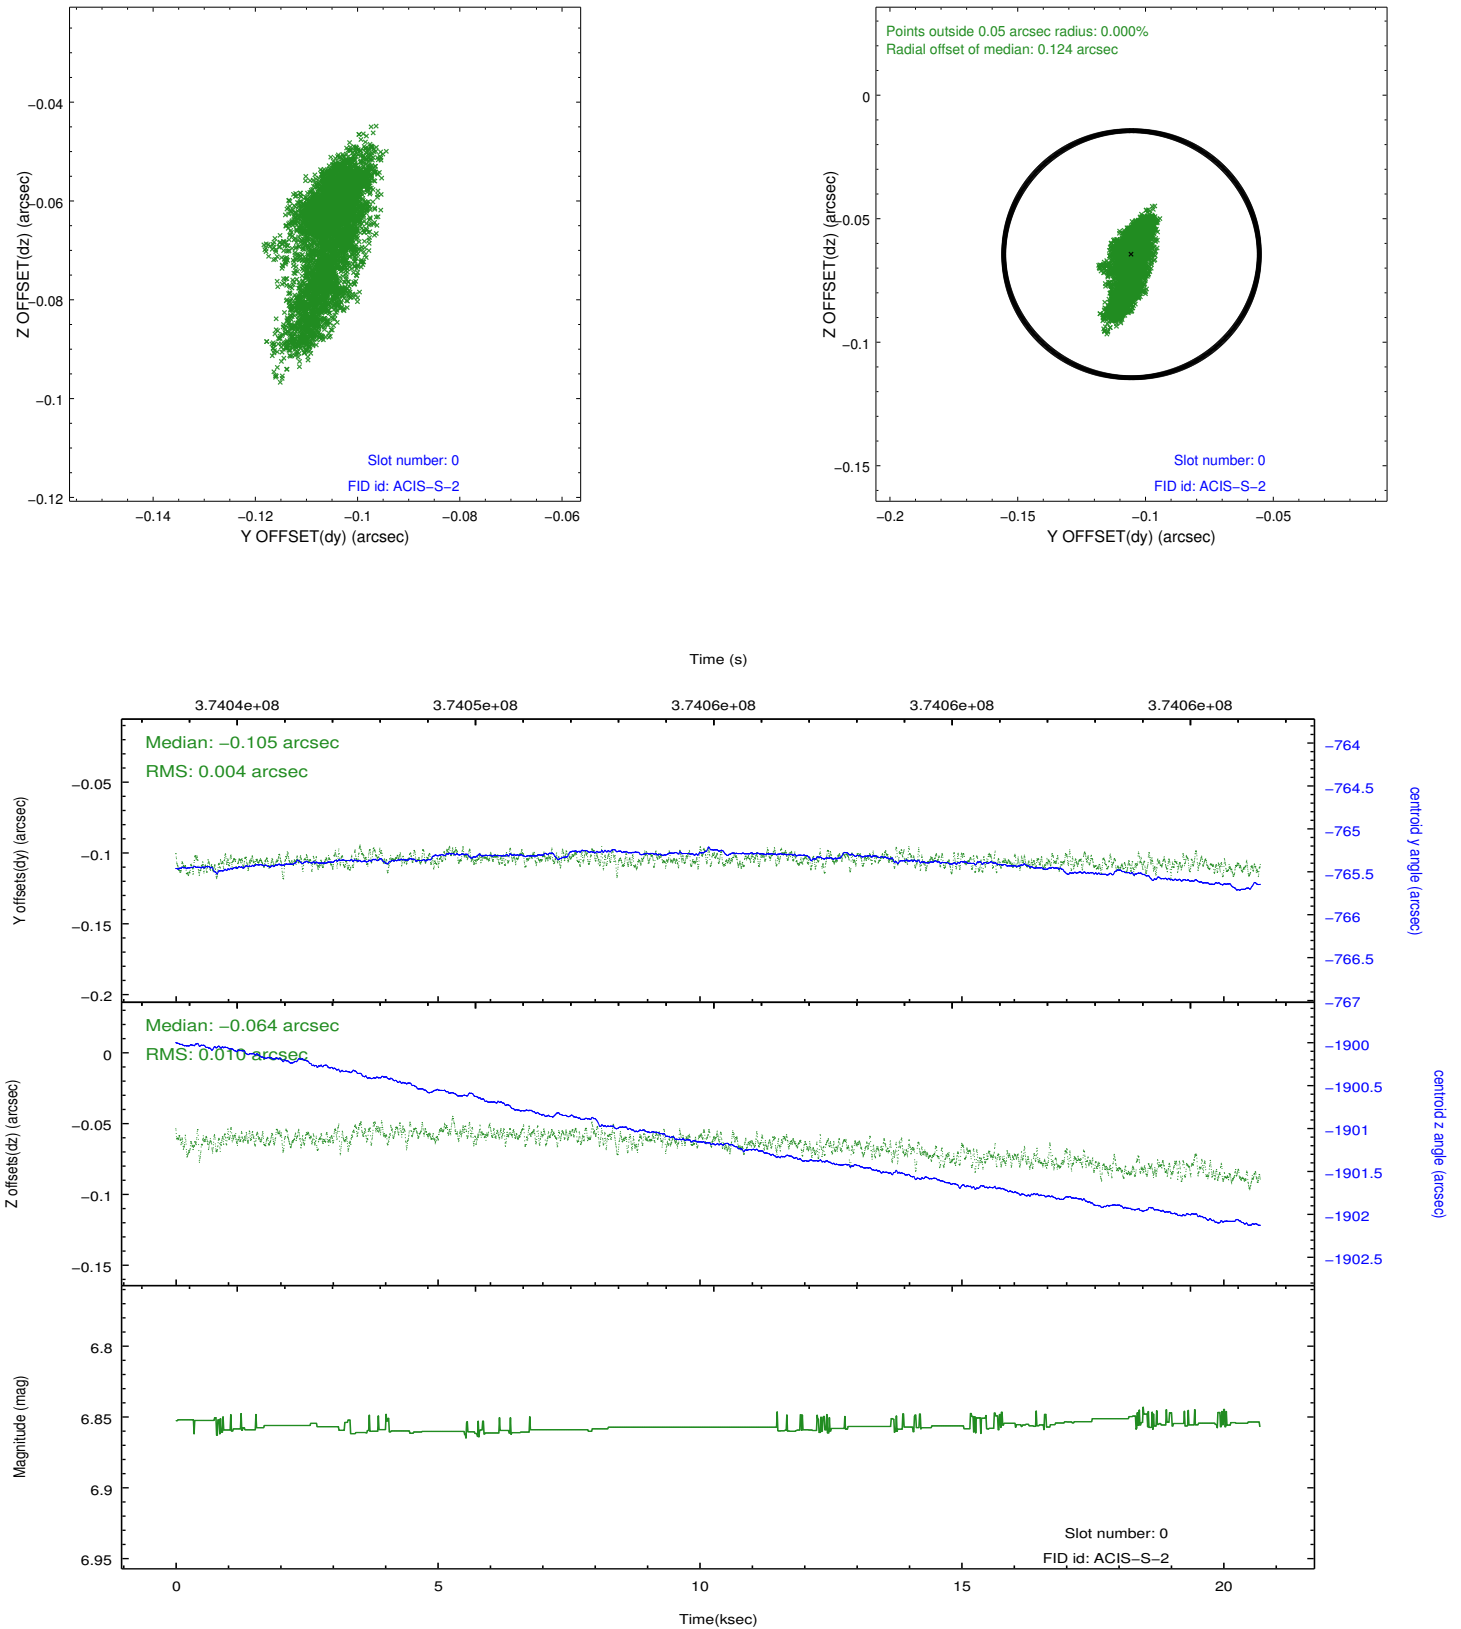 −0.04
−0.06
−0.08
−0.1
−0.12
Z OFFSET(dz) (arcsec)
Slot number: 0
FID id: ACIS−S−2
−0.14 −0.12 −0.1 −0.08 −0.06
Y OFFSET(dy) (arcsec)
Points outside 0.05 arcsec radius: 0.000%
Radial offset of median: 0.124 arcsec
0
−0.05
−0.1
−0.15
Z OFFSET(dz) (arcsec)
Slot number: 0
FID id: ACIS−S−2
−0.2 −0.15 −0.1 −0.05
Y OFFSET(dy) (arcsec)
Time (s)
3.7404e+08 3.7405e+08 3.7406e+08 3.7406e+08 3.7406e+08
Median: −0.105 arcsec
RMS: 0.004 arcsec
−0.05
−0.1
−0.15
−0.2
Y offsets(dy) (arcsec)
−764
−764.5
−765
−765.5
−766
−766.5
−767
centroid y angle (arcsec)
Median: −0.064 arcsec
RMS: 0.010 arcsec
0
−0.05
−0.1
−0.15
Z offsets(dz) (arcsec)
−1900
−1900.5
−1901
−1901.5
−1902
−1902.5
centroid z angle (arcsec)
6.8
6.85
6.9
6.95
Magnitude (mag)
Slot number: 0
FID id: ACIS−S−2
0 5 10 15 20
Time(ksec)